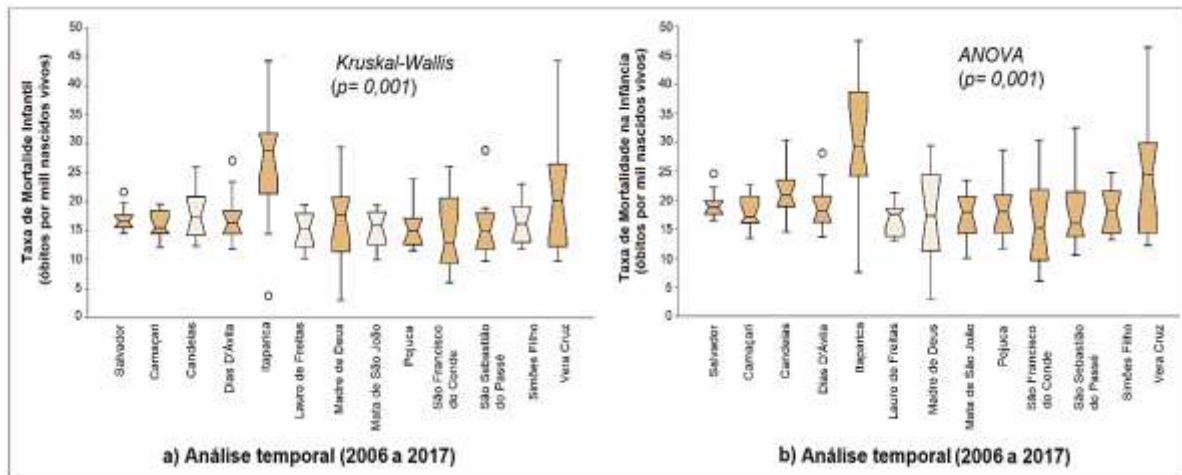 Taxa de Mortalide Infantil
(óbitos por mill nascidos vivos)
50
45
40
35
30
25
20
15
10
5
0
Kruskal-Wallis
(p= 0,001)
Salvador
Camaçari
Candeias
Dias D'Ávila
Itaparica
Lauro de Freitas
Madre de Deus
Mata de São João
Pojuca
São Francisco
do Conde
São Sebastião
do Passé
Simões Filho
Vera Cruz
a) Análise temporal (2006 a 2017)
Taxa de Mortalidade na Infância
(óbitos por mil nascidos vivos)
50
45
40
35
30
25
20
15
10
5
0
ANOVA
(p= 0,001)
Salvador
Camaçari
Candeias
Dias D'Ávila
Itaparica
Lauro de Freitas
Madre de Deus
Mata de São João
Pojuca
São Francisco
do Conde
São Sebastião
do Passé
Simões Filho
Vera Cruz
b) Análise temporal (2006 a 2017)